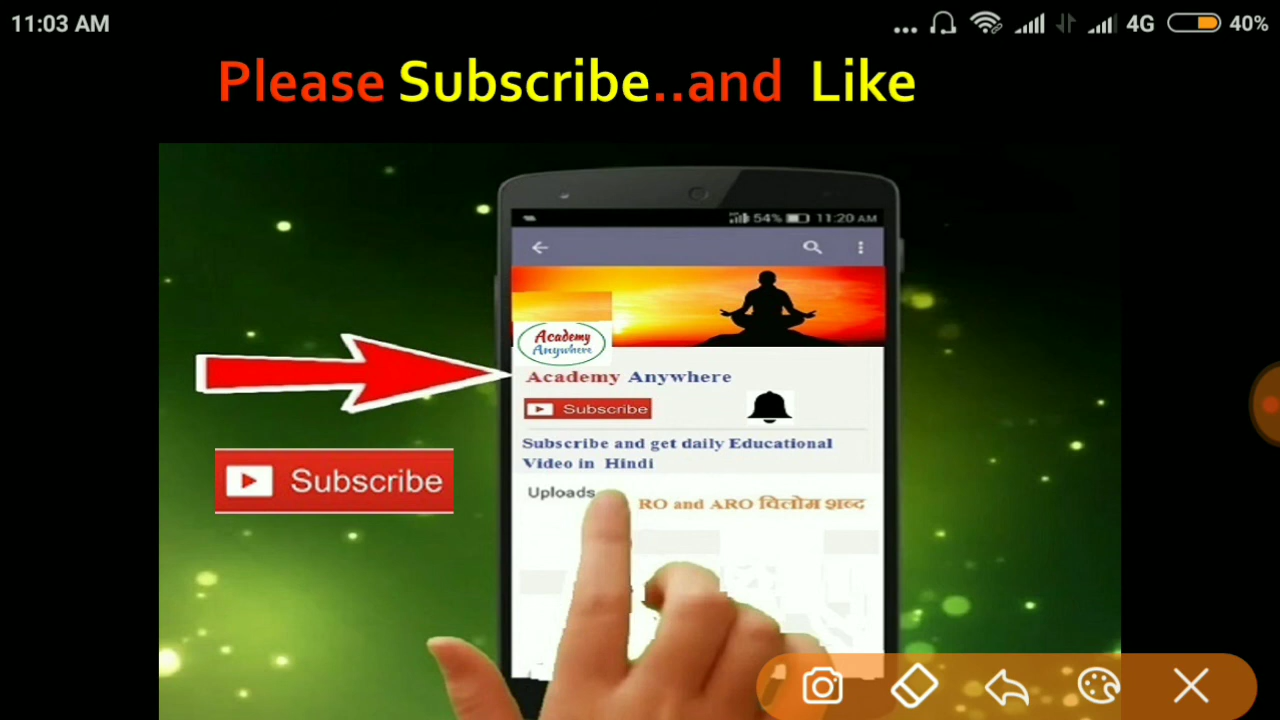 11:03 AM
4G
40%
Please Subscribe..and Like
54% 11:20 AM
Academy
Anywhere
Academy Anywhere
Subscribe
Subscribe and get daily Educational
Video in Hindi
Subscribe
Uploads
RO and ARO विलोम शब्द